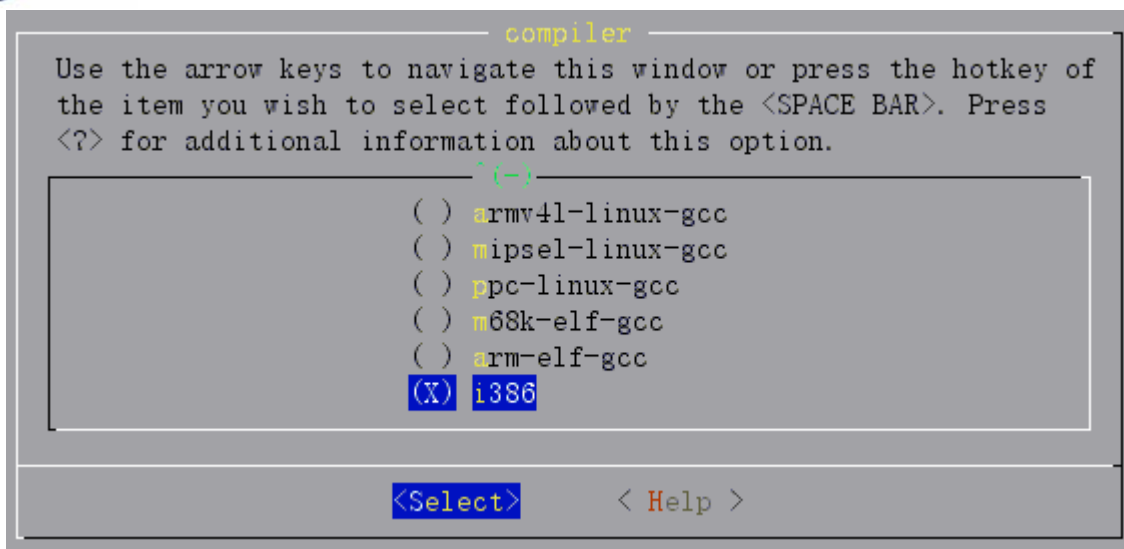 compiler
Use the arrow keys to navigate this window or press the hotkey of
the item you wish to select followed by the <SPACE BAR>. Press
<?> for additional information about this option.
^(-)
( ) armv4l-linux-gcc
( ) mipsel-linux-gcc
( ) ppc-linux-gcc
( ) m68k-elf-gcc
( ) arm-elf-gcc
(X) i386
<Select> < Help >